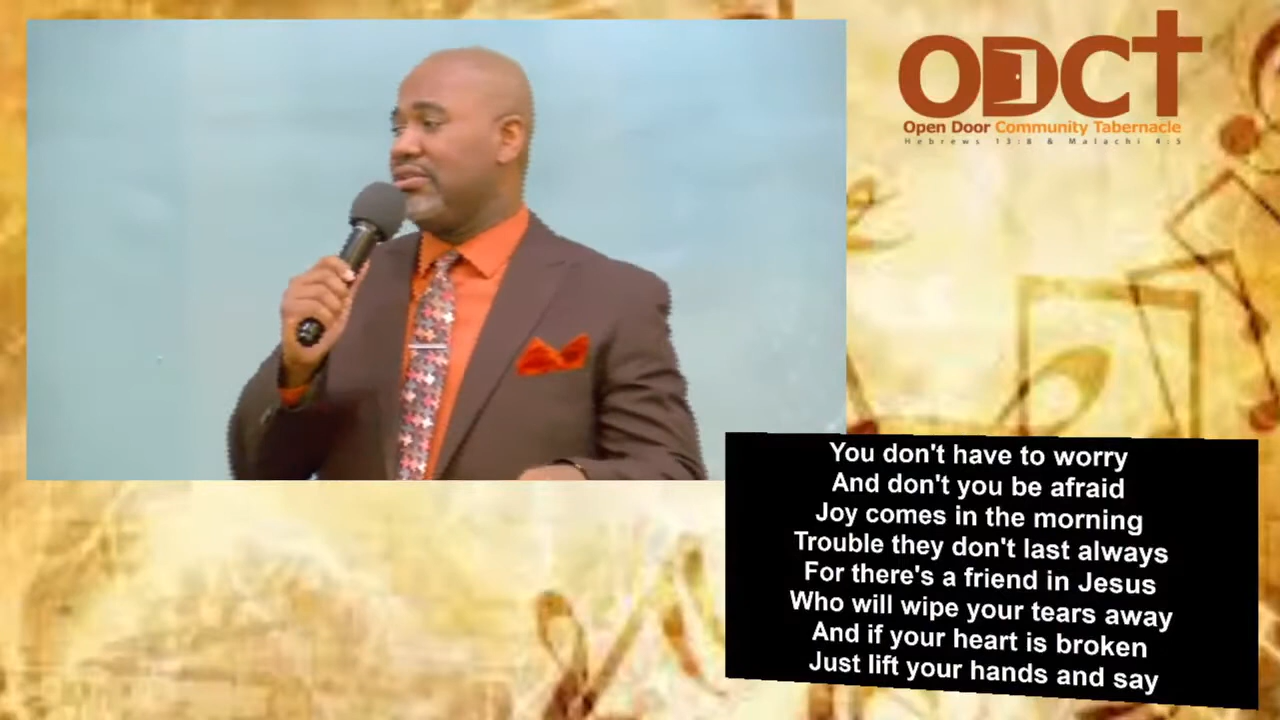 ODCT
Open Door Community Tabernacle
Hebrews 13:8 & Malachi 4:5
You don't have to worry
And don't you be afraid
Joy comes in the morning
Trouble they don't last always
For there's a friend in Jesus
Who will wipe your tears away
And if your heart is broken
Just lift your hands and say